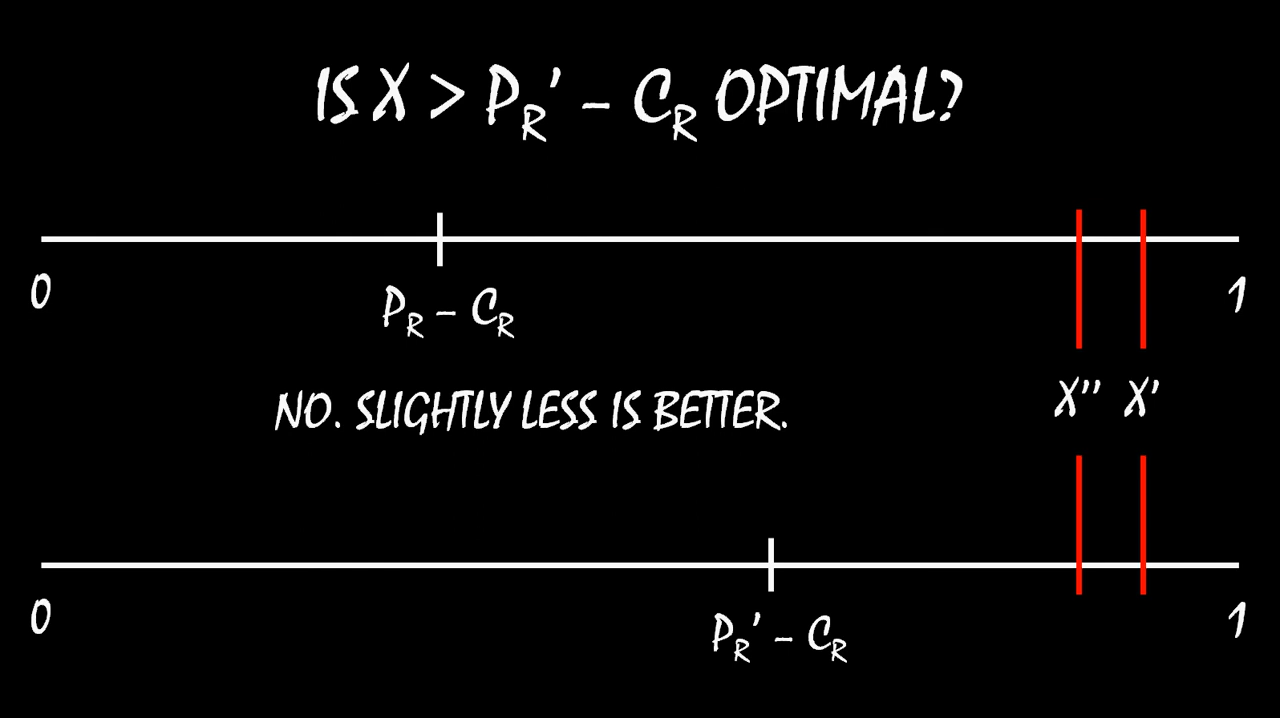 IS X > P_R' - C_R OPTIMAL?
0 1
P_R - C_R
X'' X'
NO. SLIGHTLY LESS IS BETTER.
0 1
P_R' - C_R